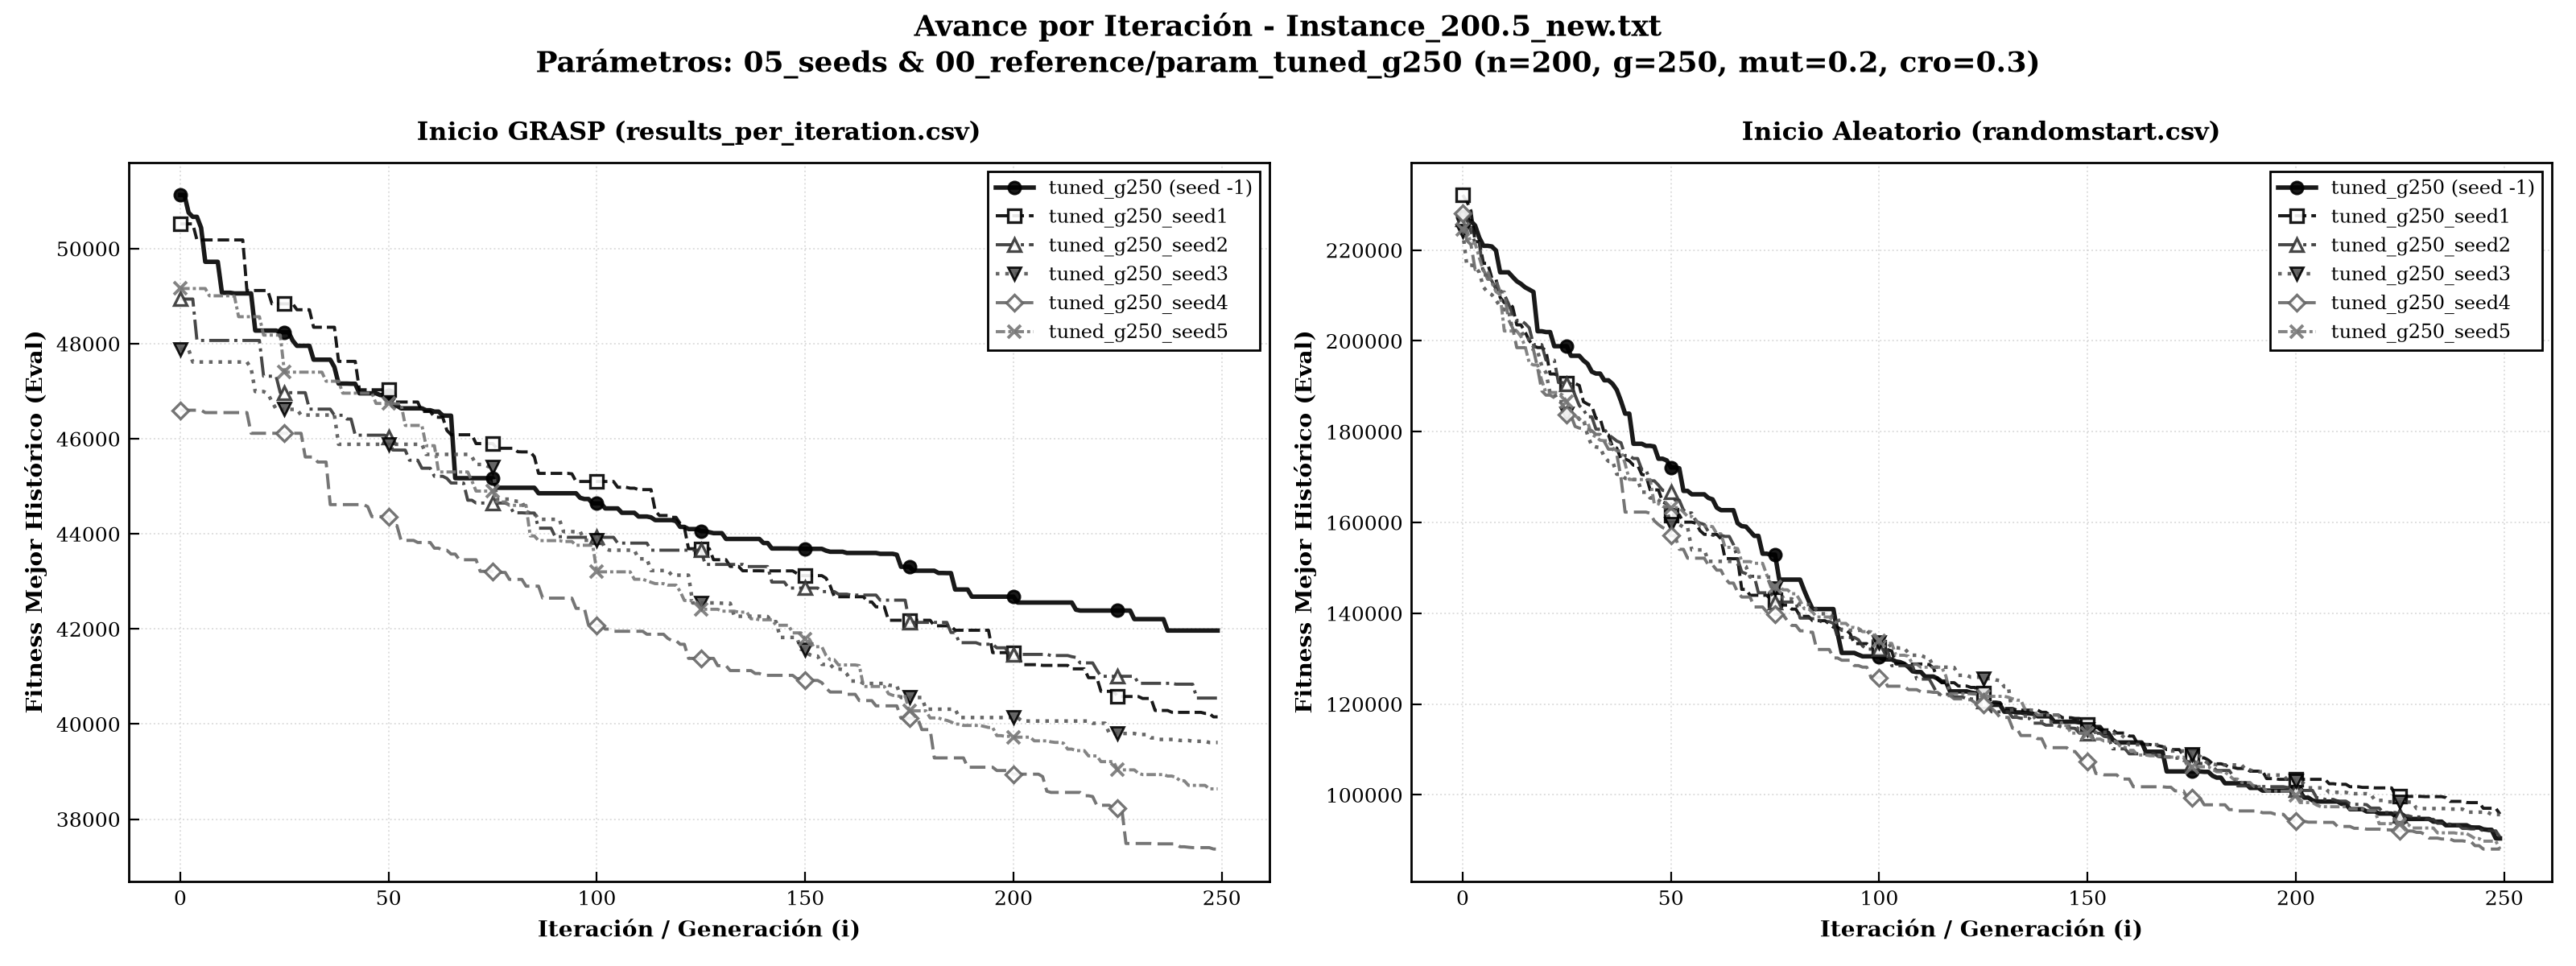 Avance por Iteración - Instance_200.5_new.txt
Parámetros: 05_seeds & 00_reference/param_tuned_g250 (n=200, g=250, mut=0.2, cro=0.3)
Inicio GRASP (results_per_iteration.csv)
Fitness Mejor Histórico (Eval)
50000
48000
46000
44000
42000
40000
38000
tuned_g250 (seed -1)
tuned_g250_seed1
tuned_g250_seed2
tuned_g250_seed3
tuned_g250_seed4
tuned_g250_seed5
0 50 100 150 200 250
Iteración / Generación (i)
Inicio Aleatorio (randomstart.csv)
Fitness Mejor Histórico (Eval)
220000
200000
180000
160000
140000
120000
100000
tuned_g250 (seed -1)
tuned_g250_seed1
tuned_g250_seed2
tuned_g250_seed3
tuned_g250_seed4
tuned_g250_seed5
0 50 100 150 200 250
Iteración / Generación (i)